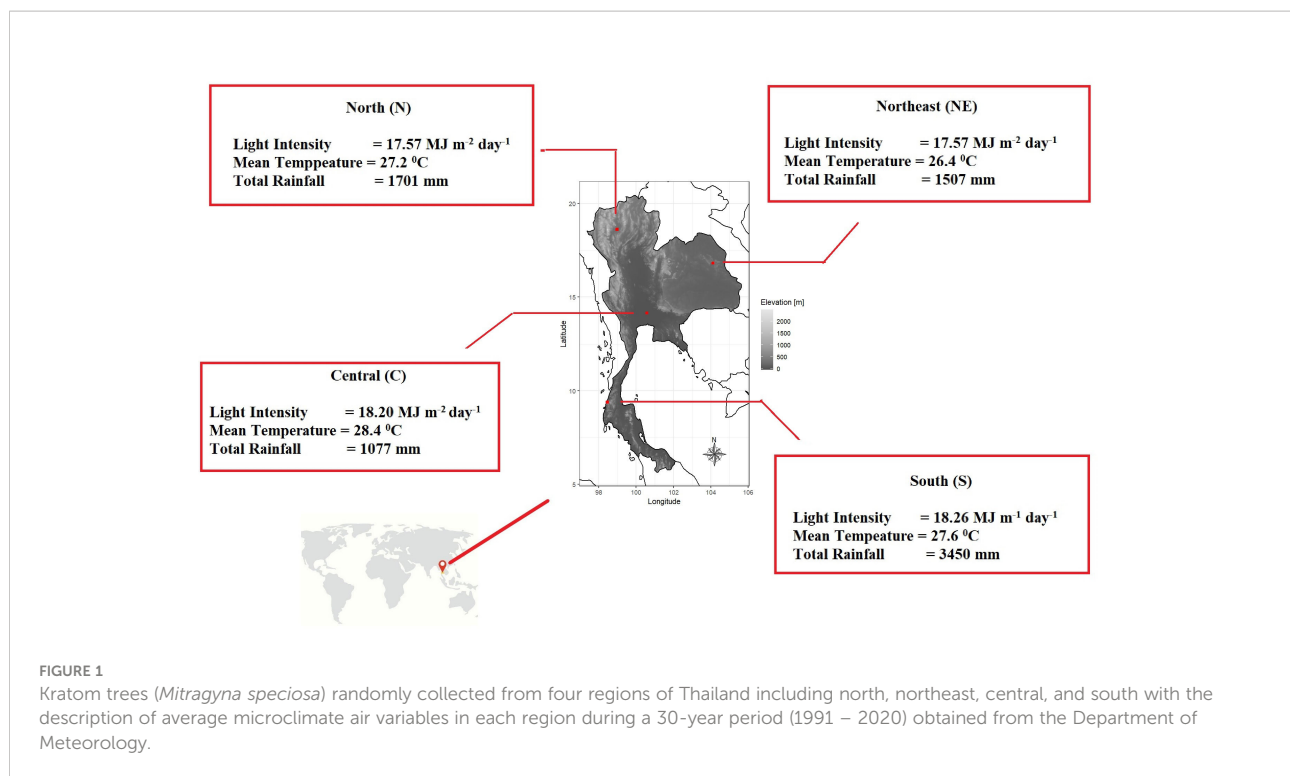 North (N)
Light Intensity = 17.57 MJ m⁻² day⁻¹
Mean Temppeature = 27.2 ⁰C
Total Rainfall = 1701 mm
Northeast (NE)
Light Intensity = 17.57 MJ m⁻² day⁻¹
Mean Temperature = 26.4 ⁰C
Total Rainfall = 1507 mm
Central (C)
Light Intensity = 18.20 MJ m⁻² day⁻¹
Mean Temperature = 28.4 ⁰C
Total Rainfall = 1077 mm
South (S)
Light Intensity = 18.26 MJ m⁻¹ day⁻¹
Mean Tempeature = 27.6 ⁰C
Total Rainfall = 3450 mm
20
15
10
5
Latitude
98 100 102 104 106
Longitude
N
Elevation [m]
2000
1500
1000
500
0
FIGURE 1
Kratom trees (Mitragyna speciosa) randomly collected from four regions of Thailand including north, northeast, central, and south with the
description of average microclimate air variables in each region during a 30-year period (1991 – 2020) obtained from the Department of
Meteorology.